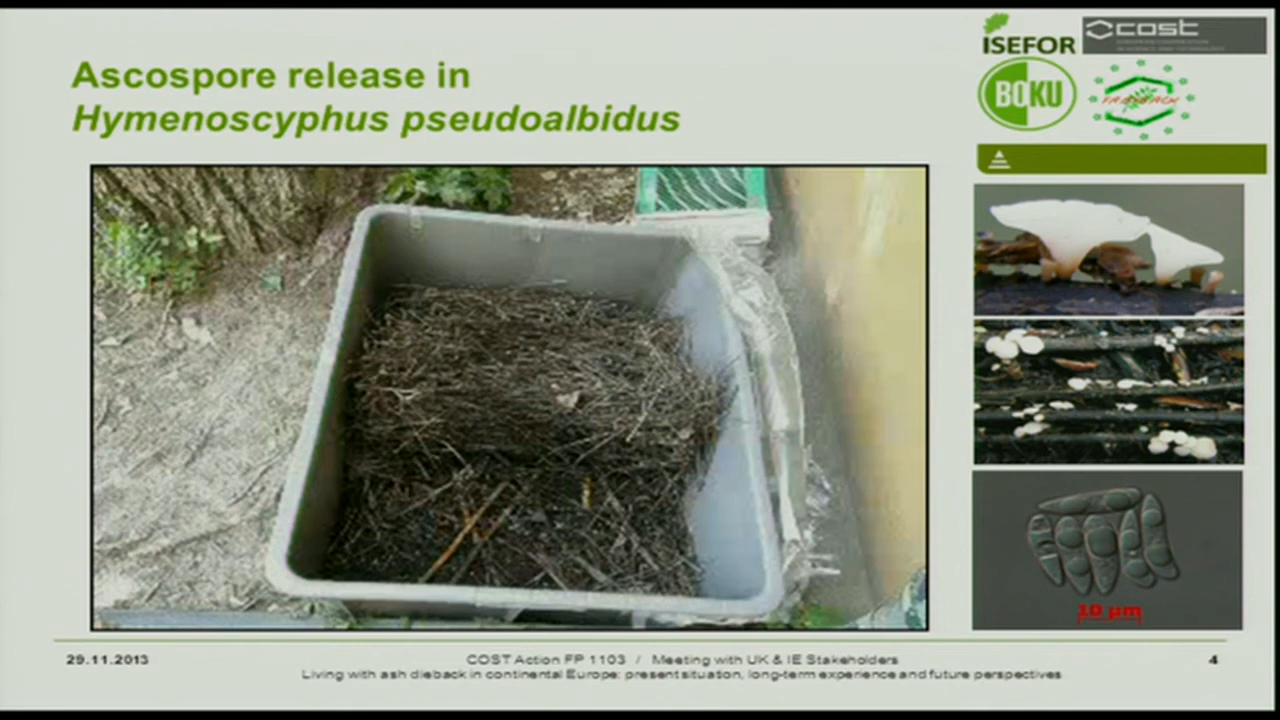 Ascospore release in
Hymenoscyphus pseudoalbidus
ISEFOR
cost
BOKU
FRAXBACK
10 µm
29.11.2013
COST Action FP 1103 / Meeting with UK & IE Stakeholders
4
Living with ash dieback in continental Europe: present situation, long-term experience and future perspectives